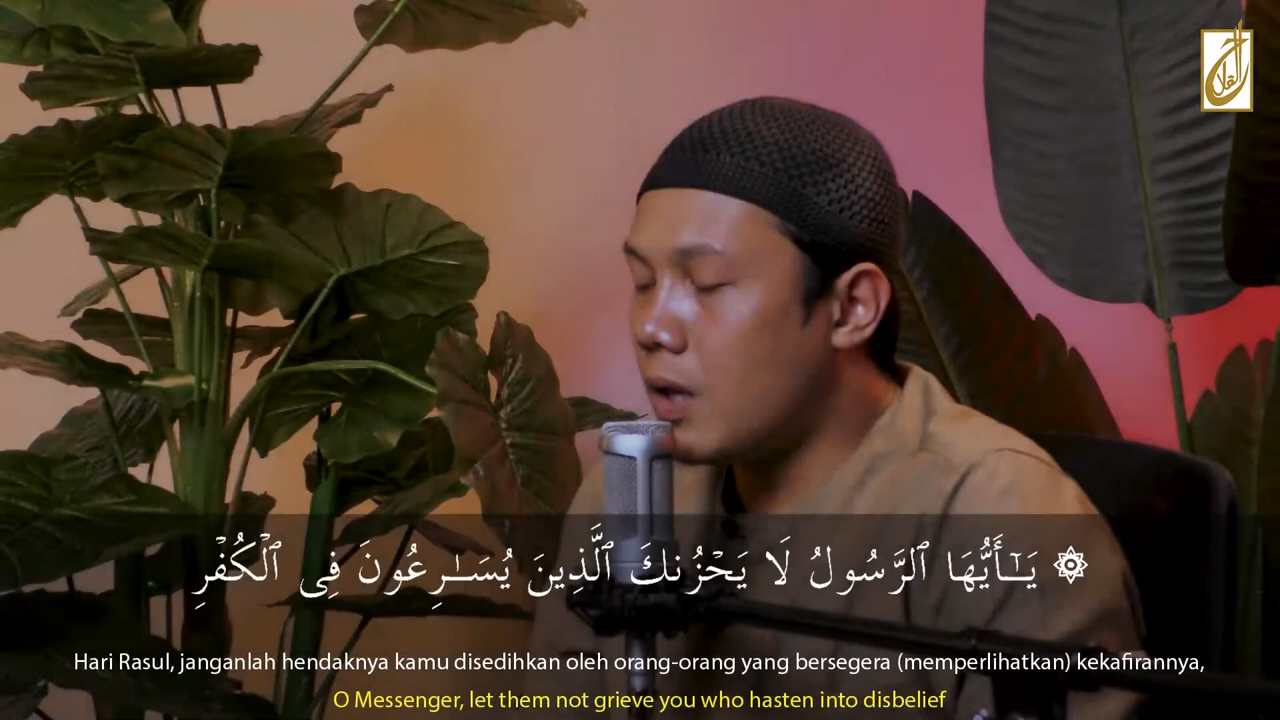 الفلاح
۞ يَـٰٓأَيُّهَا ٱلرَّسُولُ لَا يَحْزُنكَ ٱلَّذِينَ يُسَـٰرِعُونَ فِى ٱلْكُفْرِ
Hari Rasul, janganlah hendaknya kamu disedihkan oleh orang-orang yang bersegera (memperlihatkan) kekafirannya,
O Messenger, let them not grieve you who hasten into disbelief